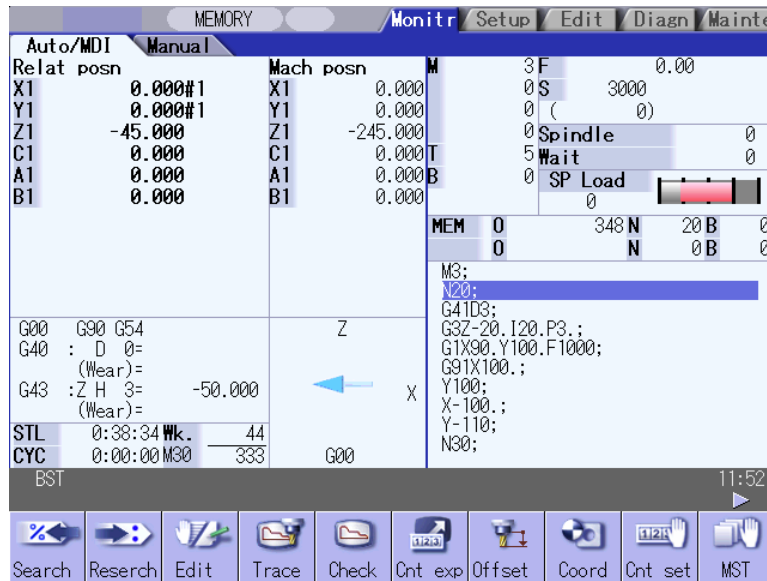 MEMORY Monitr Setup Edit Diagn Mainte
Auto/MDI Manual
Relat posn Mach posn M 3 F 0.00
X1 0.000#1 X1 0.000 0 S 3000
Y1 0.000#1 Y1 0.000 0 ( 0)
Z1 -45.000 Z1 -245.000 0 Spindle 0
C1 0.000 C1 0.000 T 5 Wait 0
A1 0.000 A1 0.000 B 0 SP Load
B1 0.000 B1 0.000 0
MEM O 348 N 20 B 0
O N 0 B 0
M3;
N20;
G41D3;
G3Z-20.I20.P3.;
G1X90.Y100.F1000;
G91X100.;
Y100;
X-100.;
Y-110;
N30;
G00 G90 G54 Z
G40 : D 0=
(Wear)=
G43 :Z H 3= -50.000 X
(Wear)=
STL 0:38:34 Wk. 44
CYC 0:00:00 M30 333 G00
BST 11:52
Search Reserch Edit Trace Check Cnt exp Offset Coord Cnt set MST